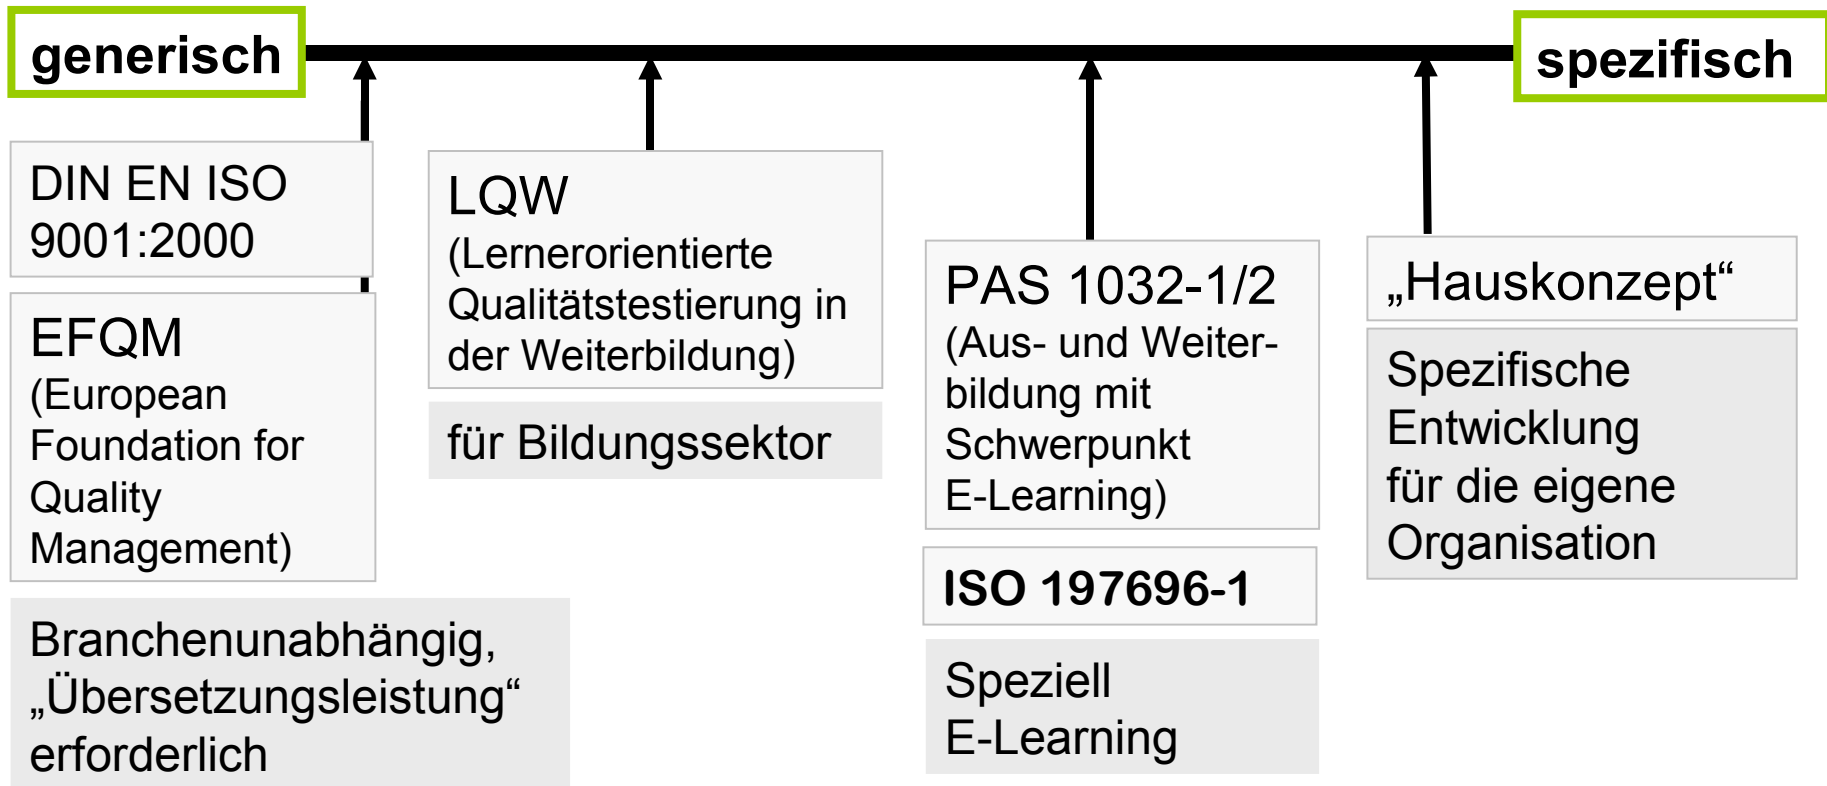 generisch
spezifisch
DIN EN ISO
9001:2000
EFQM
(European
Foundation for
Quality
Management)
Branchenunabhängig,
„Übersetzungsleistung“
erforderlich
LQW
(Lernerorientierte
Qualitätstestierung in
der Weiterbildung)
für Bildungssektor
PAS 1032-1/2
(Aus- und Weiter-
bildung mit
Schwerpunkt
E-Learning)
ISO 197696-1
Speziell
E-Learning
„Hauskonzept“
Spezifische
Entwicklung
für die eigene
Organisation